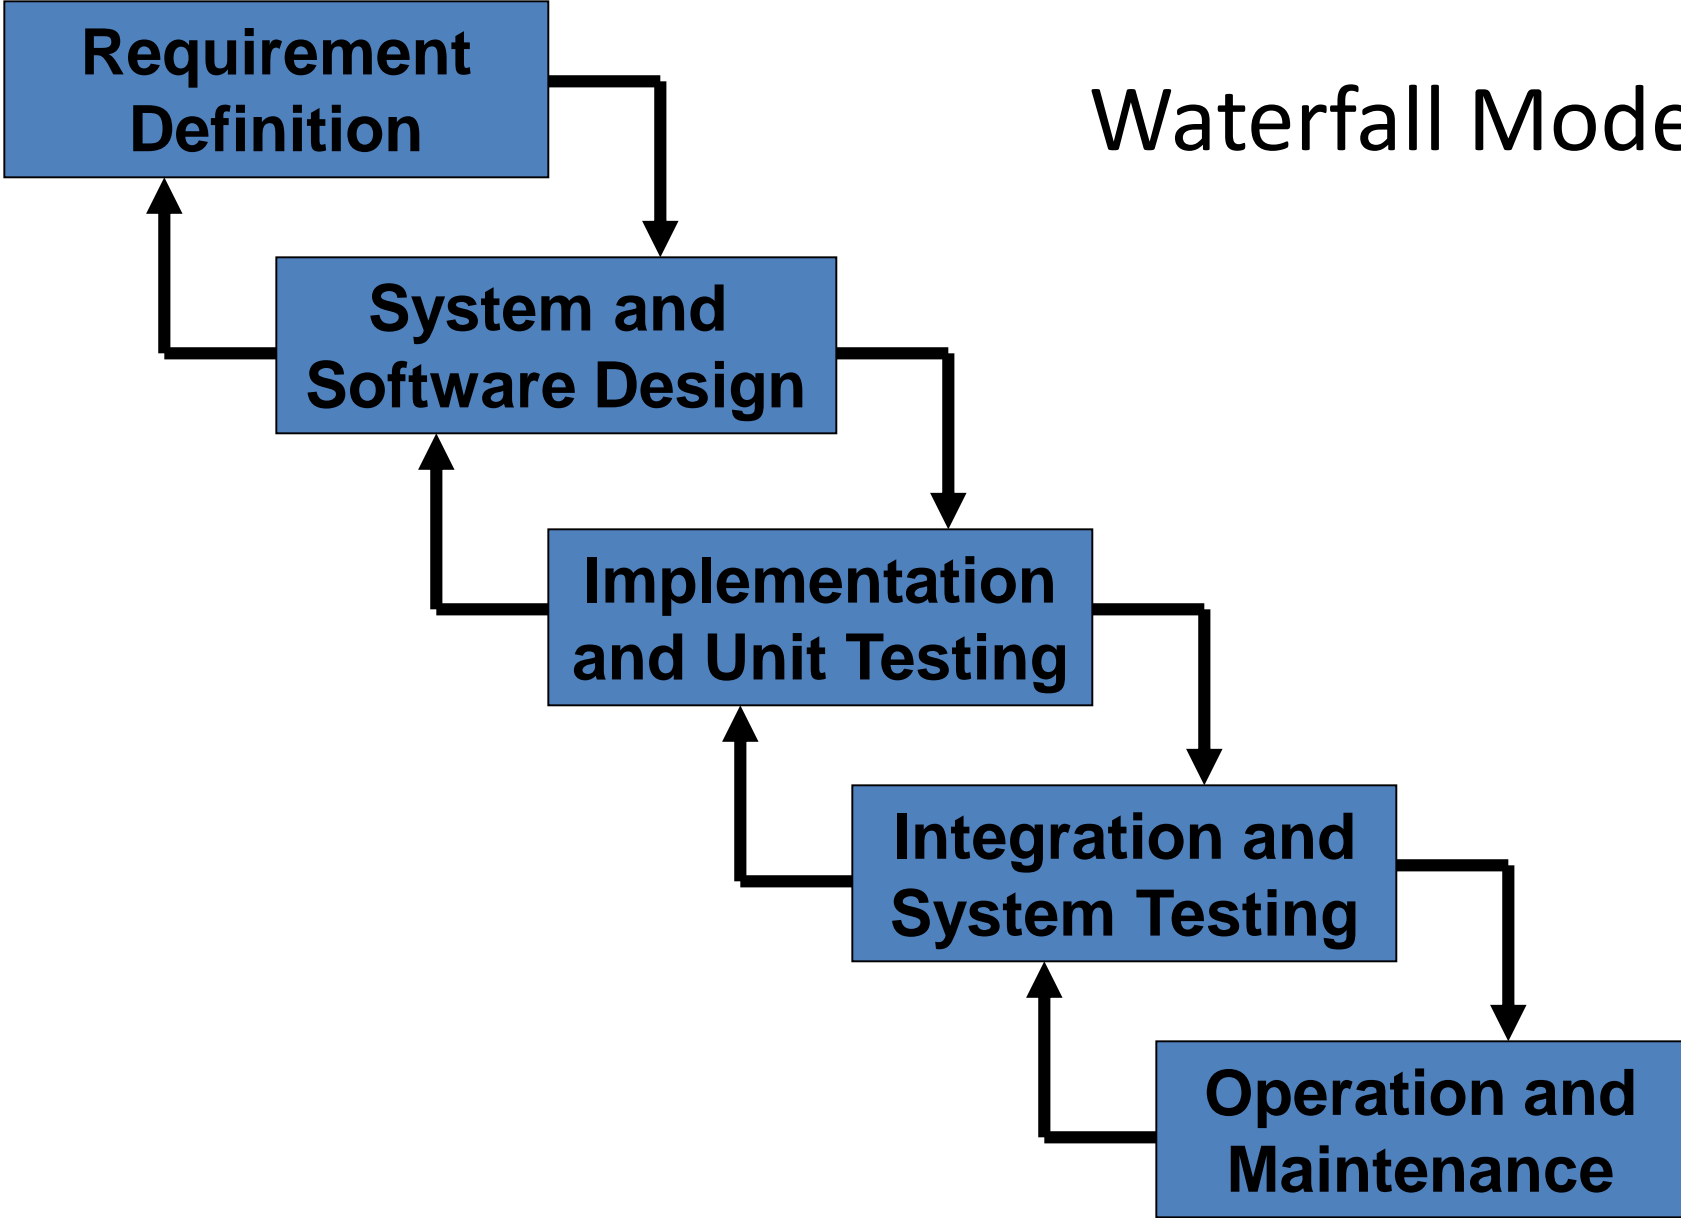 Requirement
Definition
Waterfall Mode
System and
Software Design
Implementation
and Unit Testing
Integration and
System Testing
Operation and
Maintenance